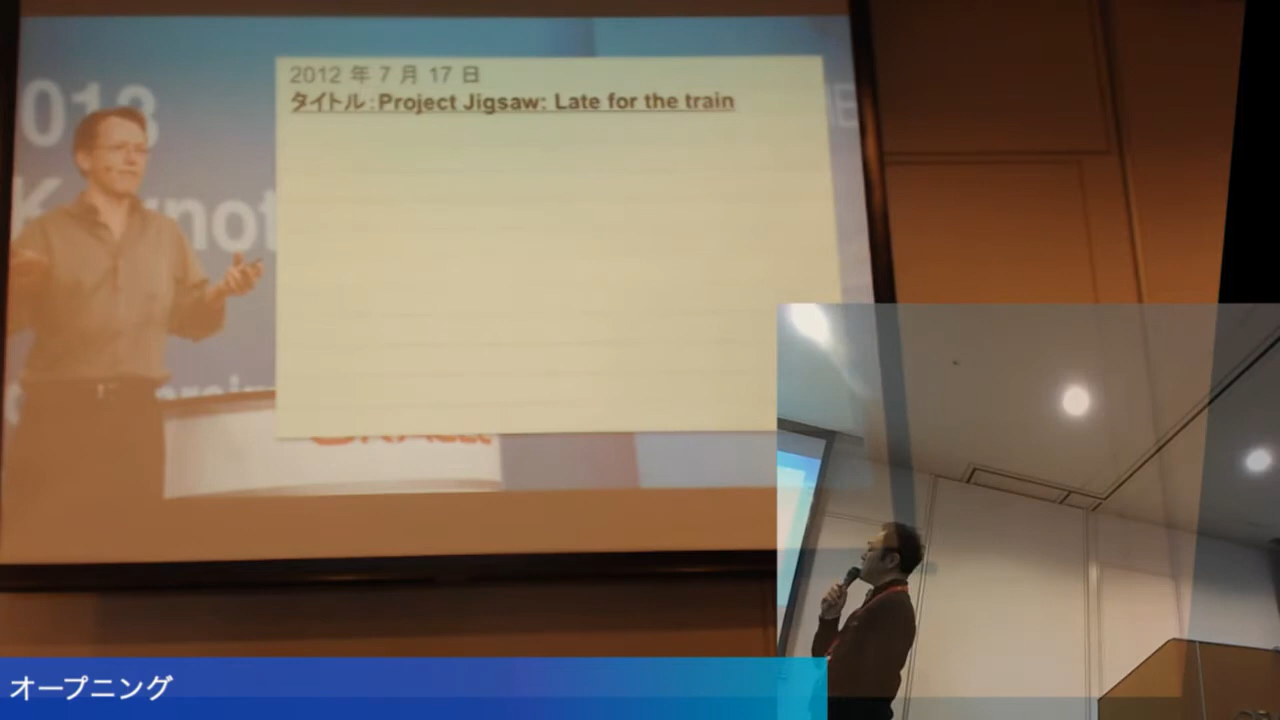 2012 年 7 月 17 日
タイトル：Project Jigsaw: Late for the train
オープニング